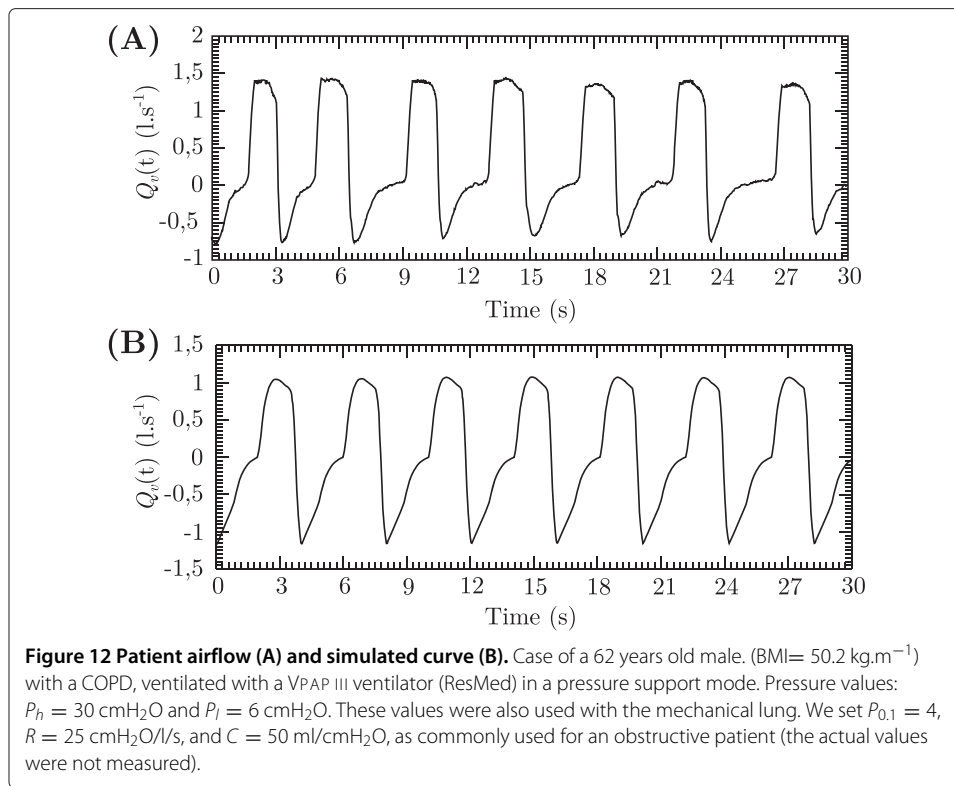 (A)
2
1,5
1
0,5
0
-0,5
-1
Q_v(t) (l.s⁻¹)
0 3 6 9 12 15 18 21 24 27 30
Time (s)
(B)
1,5
1
0,5
0
-0,5
-1
-1,5
Q_v(t) (l.s⁻¹)
0 3 6 9 12 15 18 21 24 27 30
Time (s)
Figure 12 Patient airflow (A) and simulated curve (B). Case of a 62 years old male. (BMI= 50.2 kg.m⁻¹)
with a COPD, ventilated with a VPAP III ventilator (ResMed) in a pressure support mode. Pressure values:
P_h = 30 cmH₂O and P_l = 6 cmH₂O. These values were also used with the mechanical lung. We set P₀.₁ = 4,
R = 25 cmH₂O/l/s, and C = 50 ml/cmH₂O, as commonly used for an obstructive patient (the actual values
were not measured).